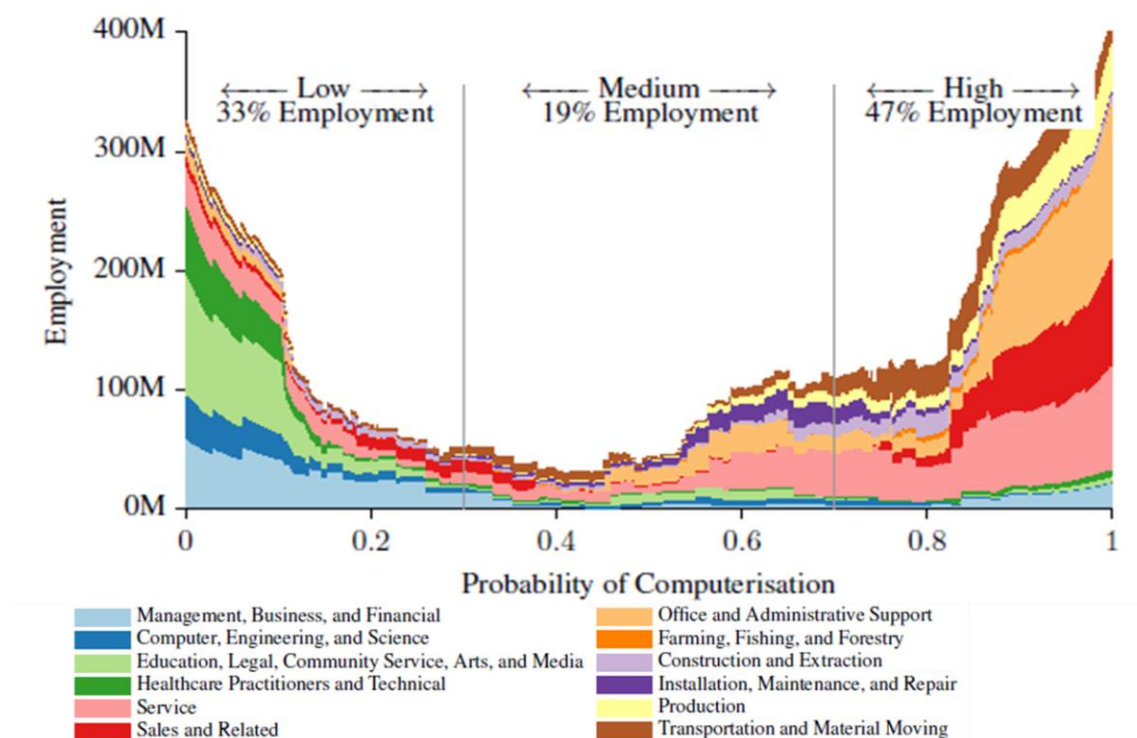 400M
300M
200M
100M
0M
Employment
Low
33% Employment
Medium
19% Employment
High
47% Employment
0
0.2
0.4
0.6
0.8
1
Probability of Computerisation
Management, Business, and Financial
Computer, Engineering, and Science
Education, Legal, Community Service, Arts, and Media
Healthcare Practitioners and Technical
Service
Sales and Related
Office and Administrative Support
Farming, Fishing, and Forestry
Construction and Extraction
Installation, Maintenance, and Repair
Production
Transportation and Material Moving